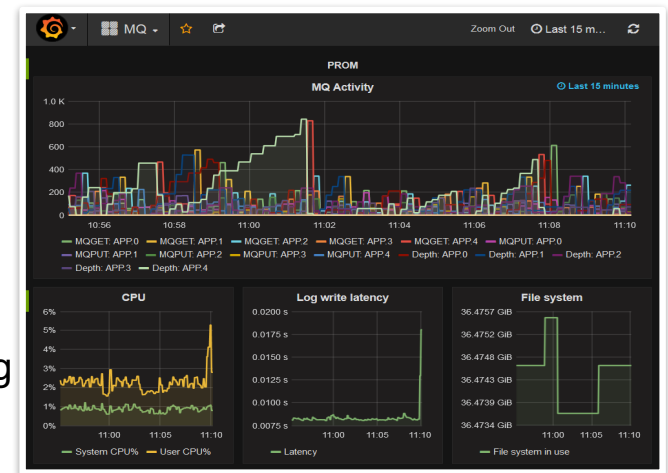 MQ
Zoom Out
Last 15 m...
PROM
MQ Activity
Last 15 minutes
1.0 K
800
600
400
200
0
10:56 10:58 11:00 11:02 11:04 11:06 11:08 11:10
MQGET: APP.0 MQGET: APP.1 MQGET: APP.2 MQGET: APP.3 MQGET: APP.4 MQPUT: APP.0
MQPUT: APP.1 MQPUT: APP.2 MQPUT: APP.3 MQPUT: APP.4 Depth: APP.0 Depth: APP.1 Depth: APP.2
Depth: APP.3 Depth: APP.4
CPU
6%
5%
4%
3%
2%
1%
0%
11:00 11:05 11:10
System CPU% User CPU%
Log write latency
0.0200 s
0.0175 s
0.0150 s
0.0125 s
0.0100 s
0.0075 s
11:00 11:05 11:10
Latency
File system
36.4757 GiB
36.4752 GiB
36.4748 GiB
36.4743 GiB
36.4739 GiB
36.4734 GiB
11:00 11:05 11:10
File system in use
g